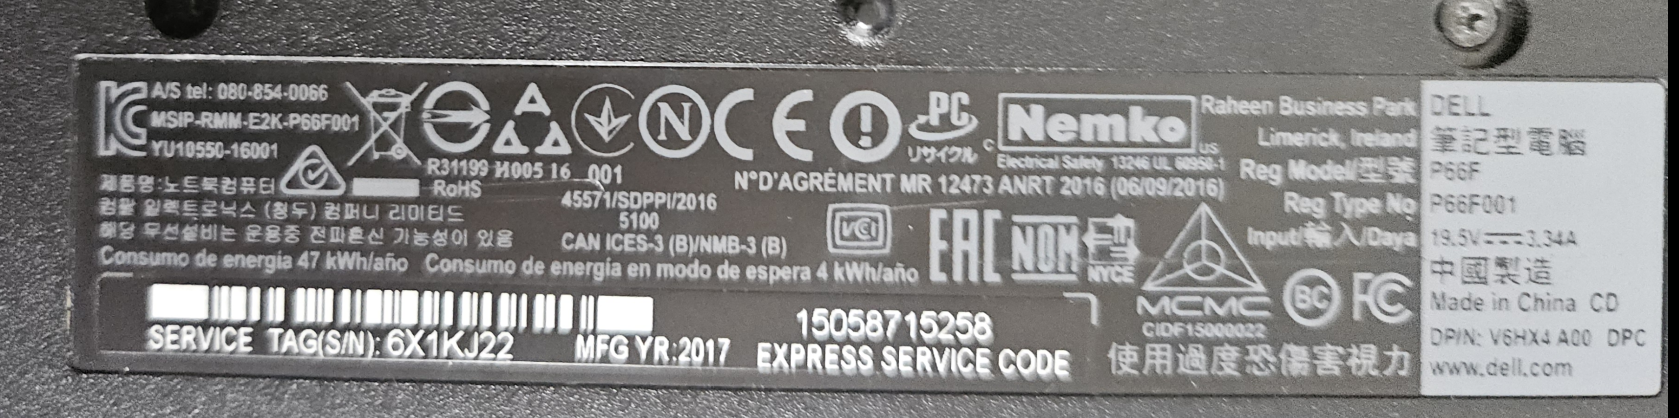 A/S tel: 080-854-0066
MSIP-RMM-E2K-P66F001
YU10550-16001
제품명:노트북컴퓨터
컴팔 일렉트로닉스 (청두) 컴퍼니 리미티드
해당 무선설비는 운용중 전파혼신 가능성이 있음
Consumo de energía 47 kWh/año Consumo de energía en modo de espera 4 kWh/año
R31199 H005 16 001
RoHS
45571/SDPPI/2016
5100
CAN ICES-3 (B)/NMB-3 (B)
N
CE
PC
リサイクル
c Nemko US
Electrical Safety 13246 UL 60950-1
N°D'AGRÉMENT MR 12473 ANRT 2016 (06/09/2016)
VCI
EAC
NOM
NYCE
MCMC
CIDF15000022
BC
FC
Raheen Business Park
Limerick, Ireland
Reg Model/型號
Reg Type No
Input/輸入/Daya
使用過度恐傷害視力
SERVICE TAG(S/N): 6X1KJ22
MFG YR:2017
15058715258
EXPRESS SERVICE CODE
DELL
筆記型電腦
P66F
P66F001
19.5V⎓3.34A
中國製造
Made in China CD
DP/N: V6HX4 A00 DPC
www.dell.com